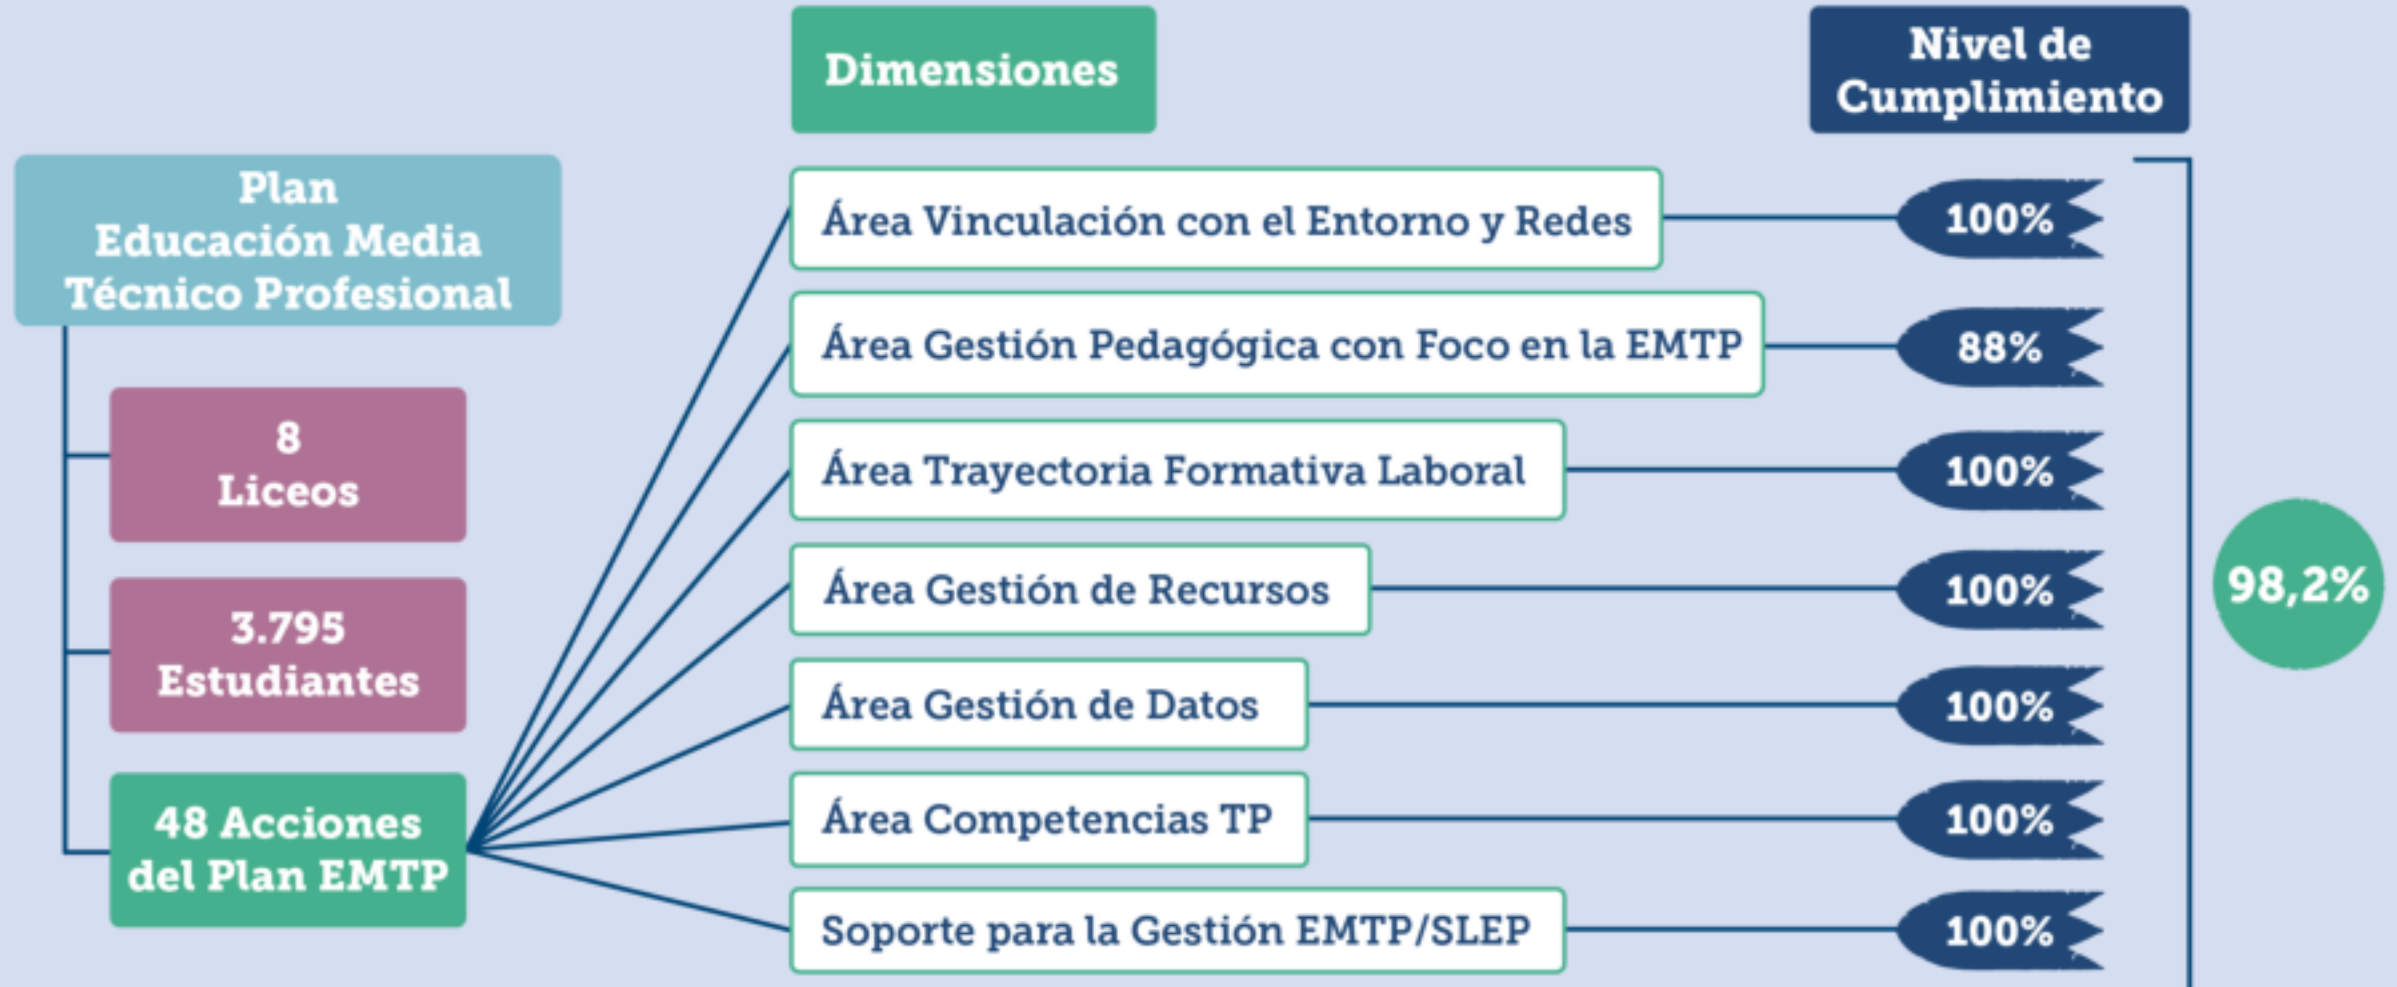 Dimensiones
Nivel de
Cumplimiento
Plan
Educación Media
Técnico Profesional
8
Liceos
3.795
Estudiantes
48 Acciones
del Plan EMTP
Área Vinculación con el Entorno y Redes
100%
Área Gestión Pedagógica con Foco en la EMTP
88%
Área Trayectoria Formativa Laboral
100%
Área Gestión de Recursos
100%
Área Gestión de Datos
100%
Área Competencias TP
100%
Soporte para la Gestión EMTP/SLEP
100%
98,2%